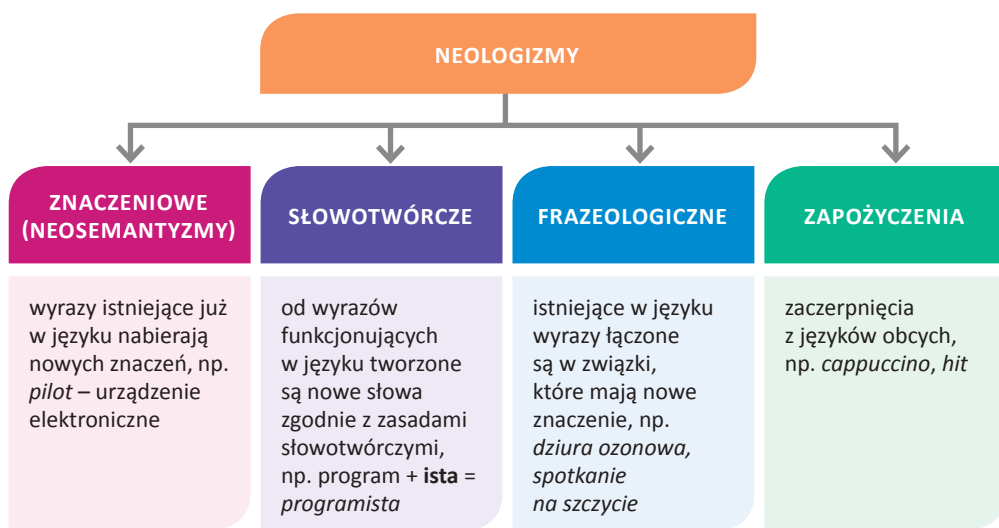 NEOLOGIZMY
ZNACZENIOWE
(NEOSEMANTYZMY)
wyrazy istniejące już
w języku nabierają
nowych znaczeń, np.
pilot – urządzenie
elektroniczne
SŁOWOTWÓRCZE
od wyrazów
funkcjonujących
w języku tworzone
są nowe słowa
zgodnie z zasadami
słowotwórczymi,
np. program + ista =
programista
FRAZEOLOGICZNE
istniejące w języku
wyrazy łączone
są w związki,
które mają nowe
znaczenie, np.
dziura ozonowa,
spotkanie
na szczycie
ZAPOŻYCZENIA
zaczerpnięcia
z języków obcych,
np. cappuccino, hit